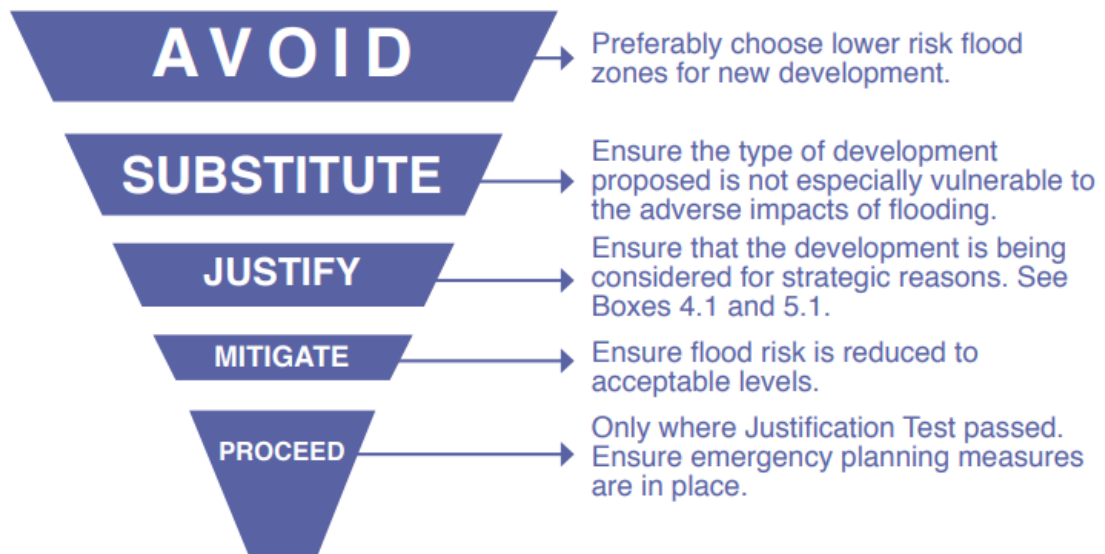 AVOID
Preferably choose lower risk flood
zones for new development.
SUBSTITUTE
Ensure the type of development
proposed is not especially vulnerable to
the adverse impacts of flooding.
JUSTIFY
Ensure that the development is being
considered for strategic reasons. See
Boxes 4.1 and 5.1.
MITIGATE
Ensure flood risk is reduced to
acceptable levels.
PROCEED
Only where Justification Test passed.
Ensure emergency planning measures
are in place.